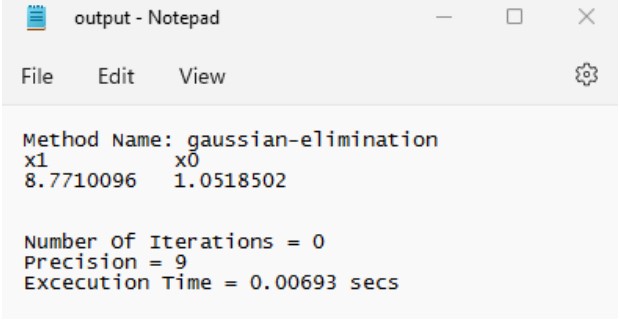 output - Notepad
File Edit View
Method Name: gaussian-elimination
x1 x0
8.7710096 1.0518502
Number Of Iterations = 0
Precision = 9
Excecution Time = 0.00693 secs